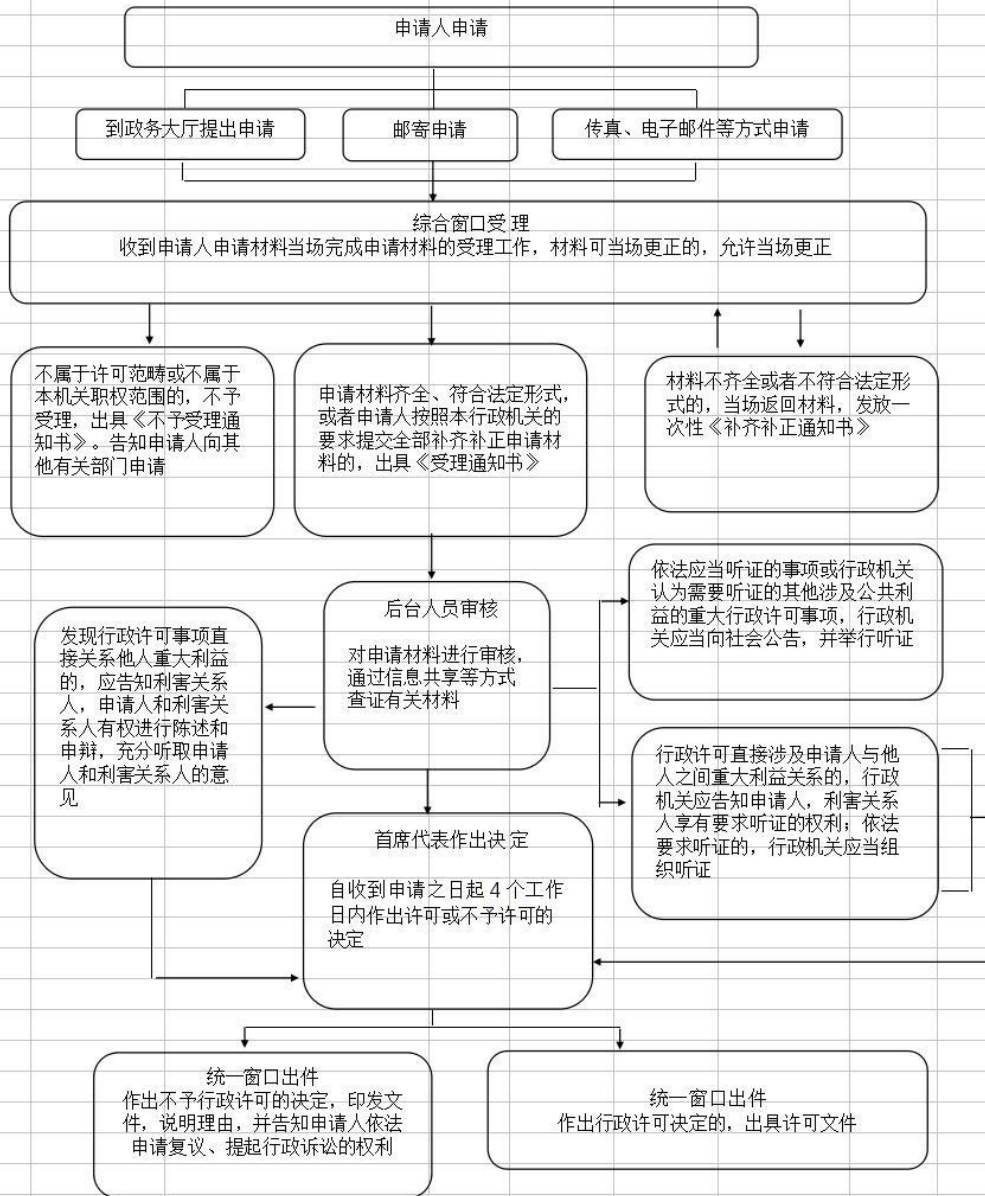 申请人申请
到政务大厅提出申请
邮寄申请
传真、电子邮件等方式申请
综合窗口受 理
收到申请人申请材料当场完成申请材料的受理工作，材料可当场更正的，允许当场更正
不属于许可范畴或不属于
本机关职权范围的，不予
受理，出具《不予受理通
知书》。告知申请人向其
他有关部门申请
申请材料齐全、符合法定形式，
或者申请人按照本行政机关的
要求提交全部补齐补正申请材
料的，出具《受理通知书》
材料不齐全或者不符合法定形
式的，当场返回材料，发放一
次性《补齐补正通知书》
依法应当听证的事项或行政机关
认为需要听证的其他涉及公共利
益的重大行政许可事项，行政机
关应当向社会公告，并举行听证
后台人员审核
对申请材料进行审核，
通过信息共享等方式
查证有关材料
发现行政许可事项直
接关系他人重大利益
的，应告知利害关系
人，申请人和利害关
系人有权进行陈述和
申辩，充分听取申请
人和利害关系人的意
见
行政许可直接涉及申请人与他
人之间重大利益关系的，行政
机关应告知申请人，利害关系
人享有要求听证的权利；依法
要求听证的，行政机关应当组
织听证
首席代表作出决定
自收到申请之日起 4 个工作
日内作出许可或不予许可的
决定
统一窗口出件
作出不予行政许可的决定，印发文
件，说明理由，并告知申请人依法
申请复议、提起行政诉讼的权利
统一窗口出件
作出行政许可决定的，出具许可文件